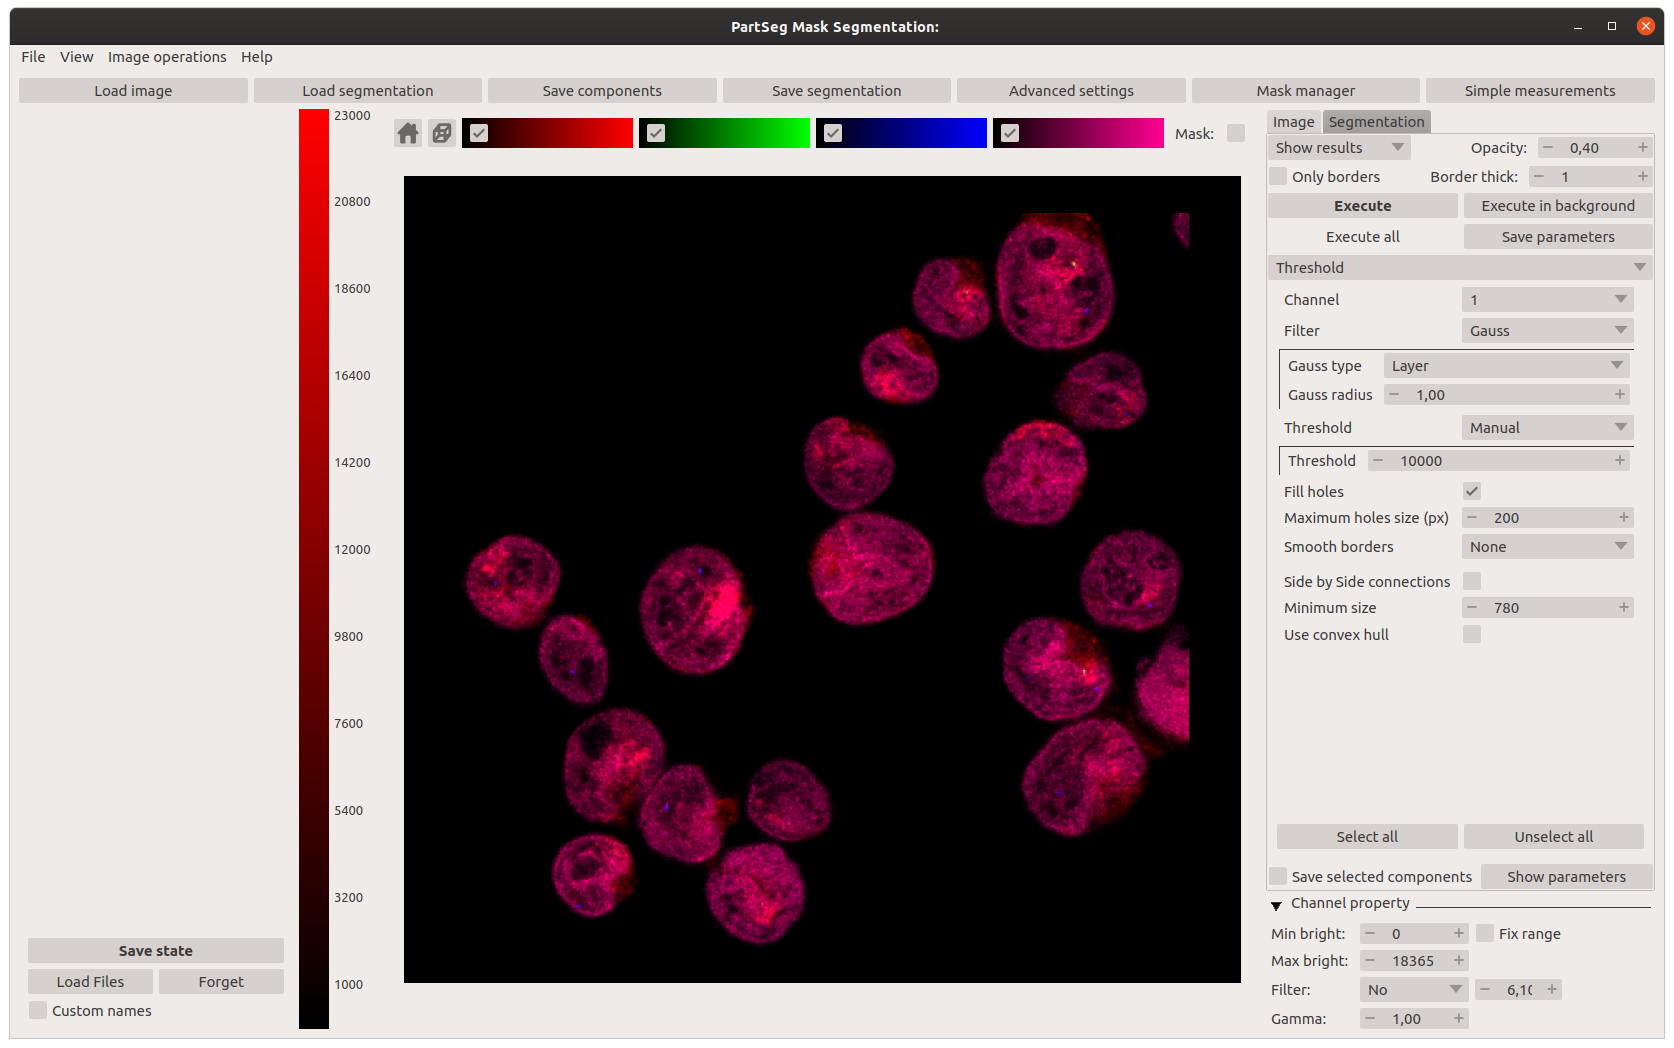 PartSeg Mask Segmentation:
File View Image operations Help
Load image Load segmentation Save components Save segmentation Advanced settings Mask manager Simple measurements
23000
20800
18600
16400
14200
12000
9800
7600
5400
3200
1000
Mask:
Image Segmentation
Show results Opacity: 0,40
Only borders Border thick: 1
Execute Execute in background
Execute all Save parameters
Threshold
Channel 1
Filter Gauss
Gauss type Layer
Gauss radius 1,00
Threshold Manual
Threshold 10000
Fill holes
Maximum holes size (px) 200
Smooth borders None
Side by Side connections
Minimum size 780
Use convex hull
Select all Unselect all
Save selected components Show parameters
Channel property
Min bright: 0 Fix range
Max bright: 18365
Filter: No
Gamma: 1,00
Save state
Load Files Forget
Custom names